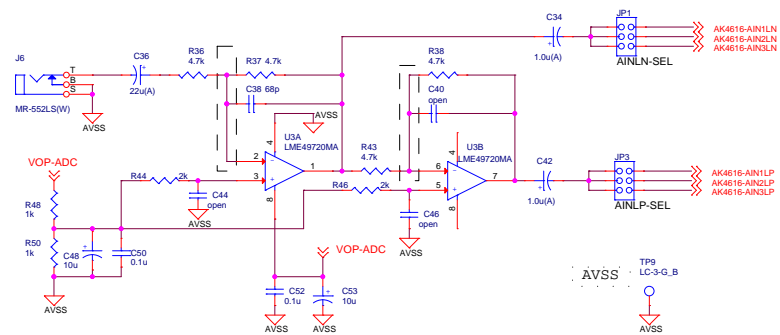 C34
1.0u(A)
JP1
AINLN-SEL
AK4616-AIN1LN
AK4616-AIN2LN
AK4616-AIN3LN
J6
T
B
S
MR-552LS(W)
AVSS
C36
+
22u(A)
R36
4.7k
R37 4.7k
C38 68p
AVSS
R38
4.7k
C40
open
U3A
LME49720MA
2
3
4
8
1
-
+
R43
4.7k
U3B
LME49720MA
6
5
4
8
7
-
+
C42
+
1.0u(A)
JP3
AINLP-SEL
AK4616-AIN1LP
AK4616-AIN2LP
AK4616-AIN3LP
VOP-ADC
R44
2k
C44
open
AVSS
R46
2k
C46
open
AVSS
R48
1k
R50
1k
C48
10u
+
C50
0.1u
AVSS
VOP-ADC
C52
0.1u
AVSS
C53
10u
+
AVSS
AVSS
TP9
LC-3-G_B
AVSS